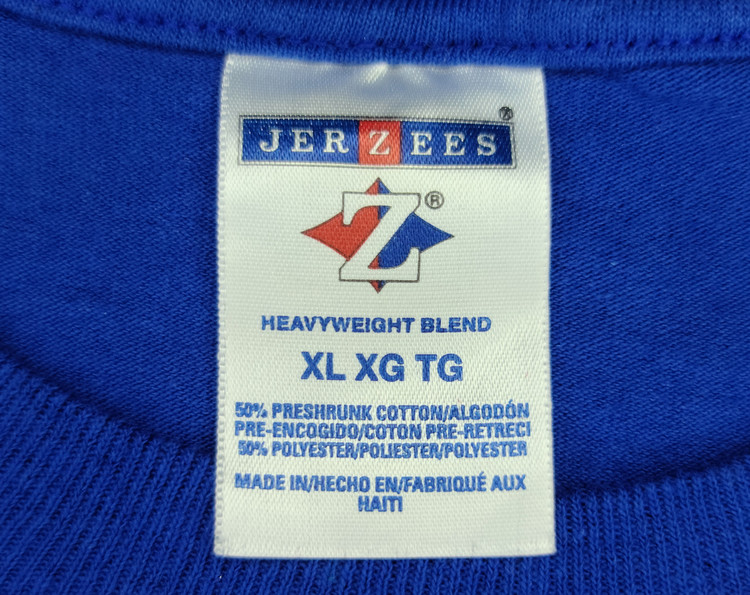 JERZEES®
Z®
HEAVYWEIGHT BLEND
XL XG TG
50% PRESHRUNK COTTON/ALGODÓN
PRE-ENCOGIDO/COTON PRE-RETRECI
50% POLYESTER/POLIESTER/POLYESTER
MADE IN/HECHO EN/FABRIQUÉ AUX
HAITI